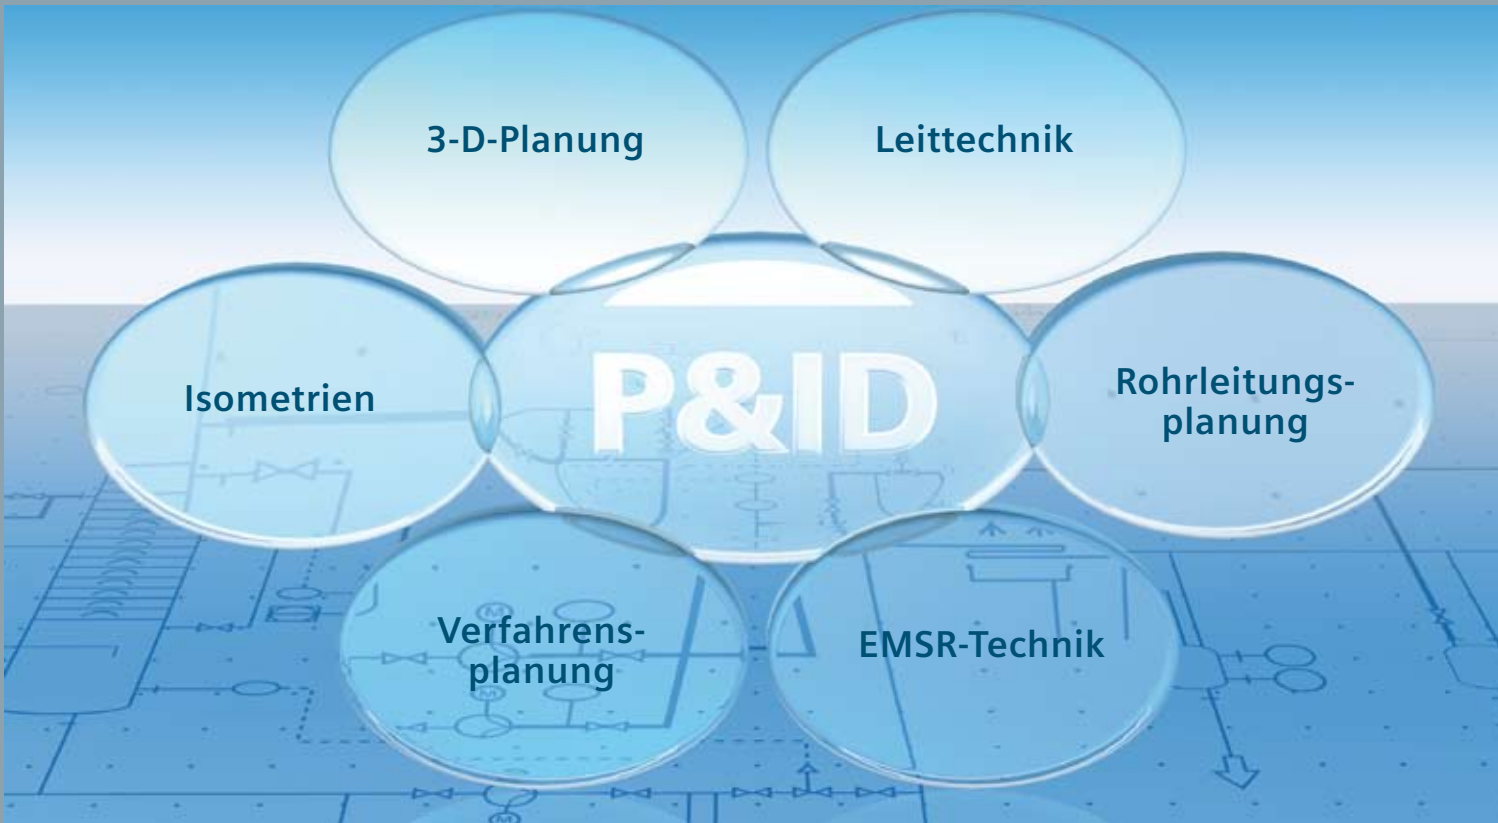 3-D-Planung
Leittechnik
Isometrien
P&ID
Rohrleitungs-
planung
Verfahrens-
planung
EMSR-Technik
M
M
M